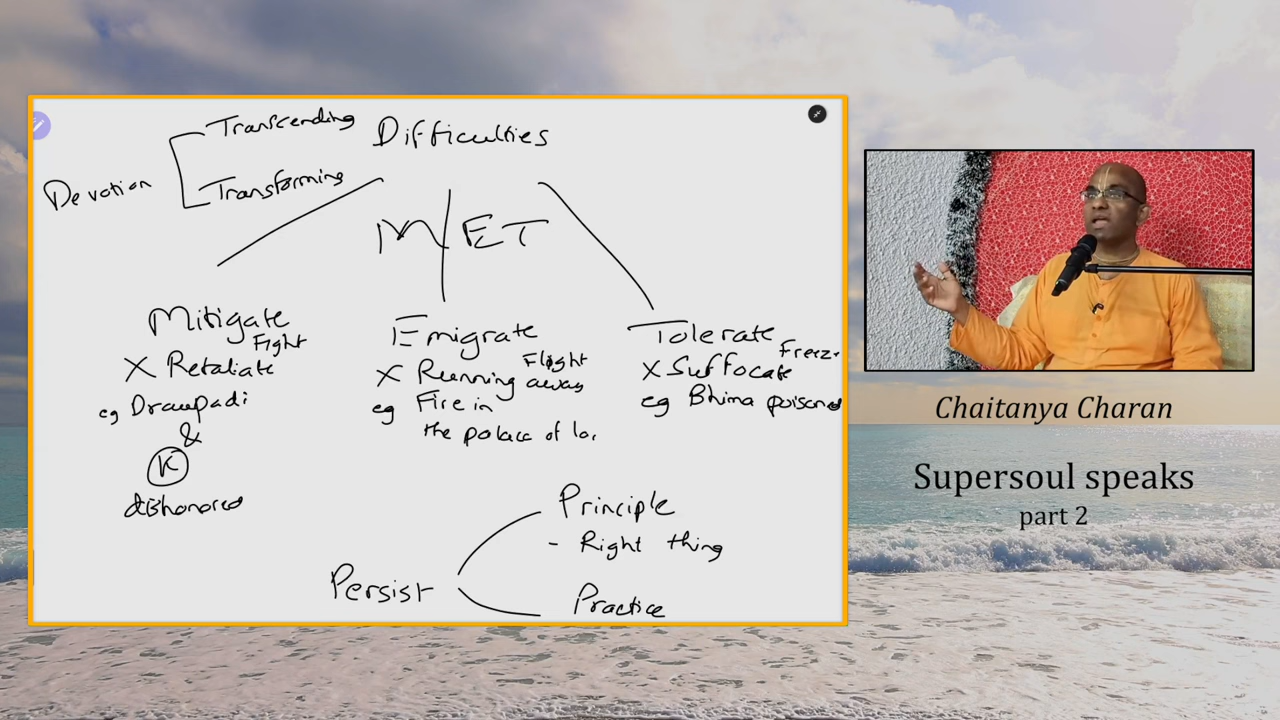 Transcending
Difficulties
Devotion
Transforming
MET
Mitigate
Fight
X Retaliate
eg Draupadi
&
K
dishonored
Emigrate
Flight
X Running away
eg Fire in
the palace of lac
Tolerate
Freeze
X Suffocate
eg Bhima poisoned
Principle
- Right thing
Persist
Practice
Chaitanya Charan
Supersoul speaks
part 2